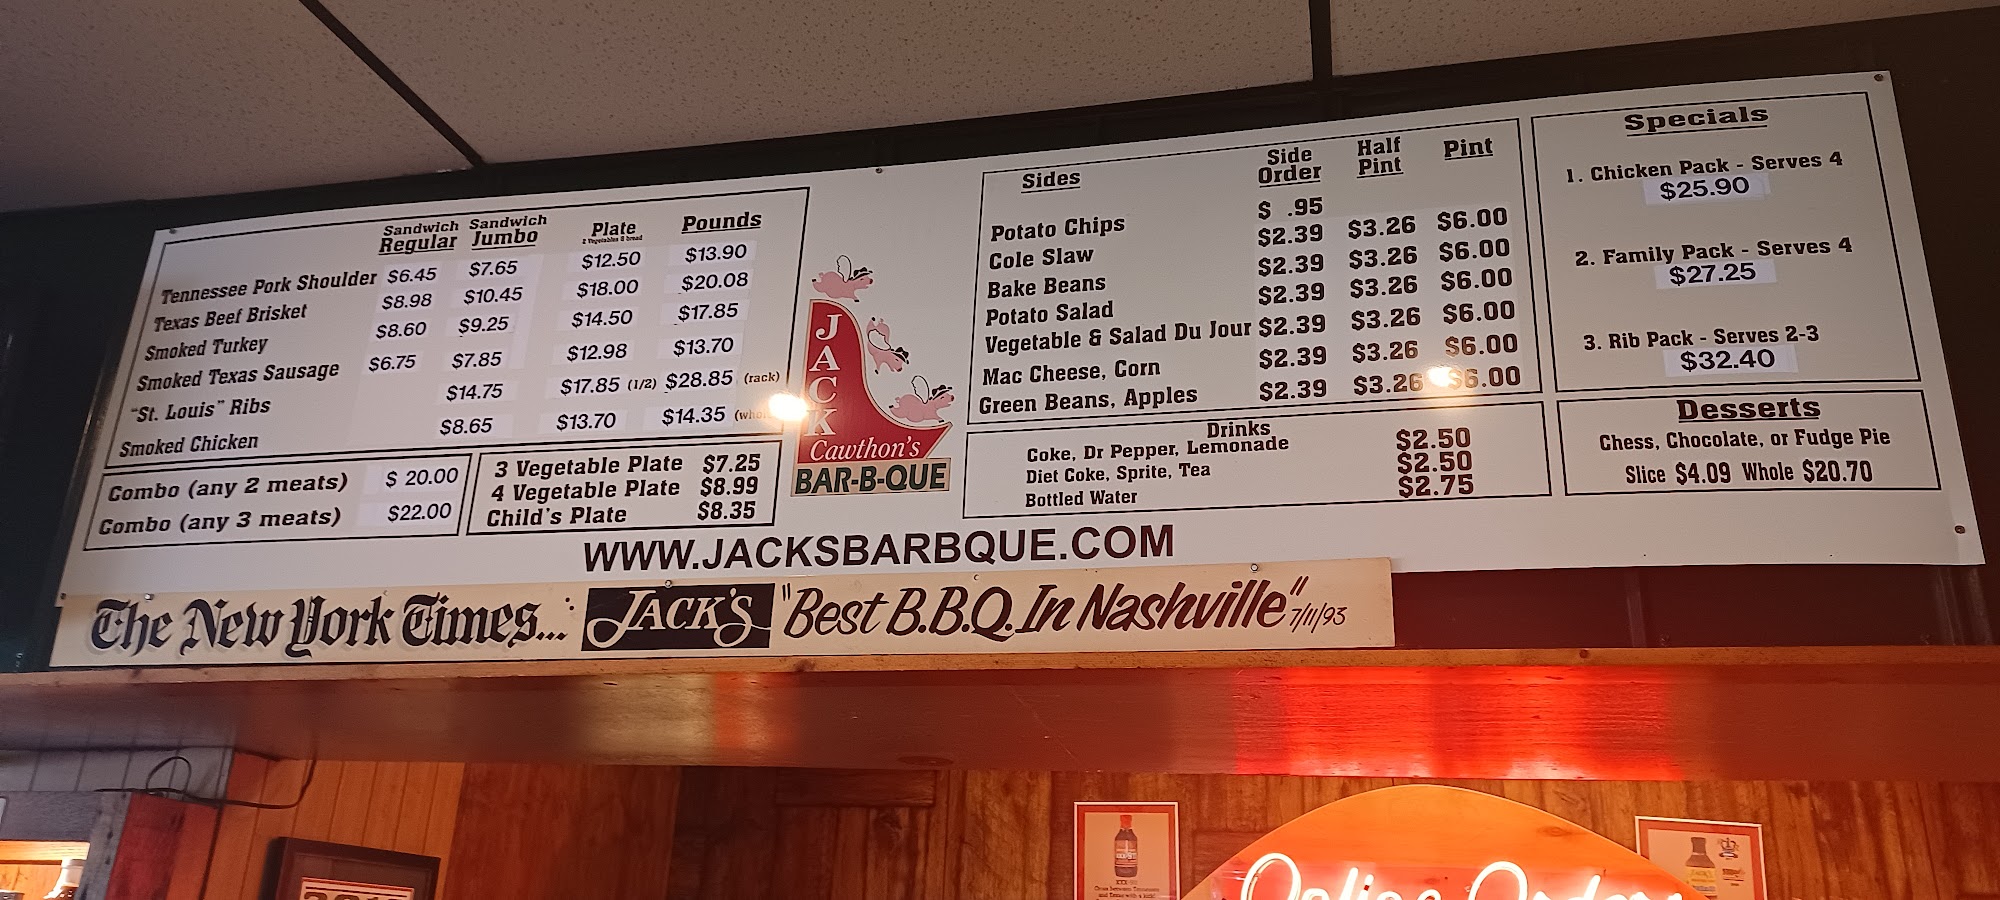 Sandwich Regular Sandwich Jumbo Plate 2 Vegetables & bread Pounds
Tennessee Pork Shoulder $6.45 $7.65 $12.50 $13.90
Texas Beef Brisket $8.98 $10.45 $18.00 $20.08
Smoked Turkey $8.60 $9.25 $14.50 $17.85
Smoked Texas Sausage $6.75 $7.85 $12.98 $13.70
"St. Louis" Ribs $14.75 $17.85 (1/2) $28.85 (rack)
Smoked Chicken $8.65 $13.70 $14.35
Combo (any 2 meats) $ 20.00
Combo (any 3 meats) $22.00
3 Vegetable Plate $7.25
4 Vegetable Plate $8.99
Child's Plate $8.35
JACK
Cawthon's
BAR-B-QUE
Sides Side Order Half Pint Pint
Potato Chips $ .95
Cole Slaw $2.39 $3.26 $6.00
Bake Beans $2.39 $3.26 $6.00
Potato Salad $2.39 $3.26 $6.00
Vegetable & Salad Du Jour $2.39 $3.26 $6.00
Mac Cheese, Corn $2.39 $3.26 $6.00
Green Beans, Apples $2.39 $3.26 $6.00
Drinks
Coke, Dr Pepper, Lemonade $2.50
Diet Coke, Sprite, Tea $2.50
Bottled Water $2.75
Specials
1. Chicken Pack - Serves 4
$25.90
2. Family Pack - Serves 4
$27.25
3. Rib Pack - Serves 2-3
$32.40
Desserts
Chess, Chocolate, or Fudge Pie
Slice $4.09 Whole $20.70
WWW.JACKSBARBQUE.COM
The New York Times... JACK'S "Best B.B.Q. In Nashville" 7/11/93
Online